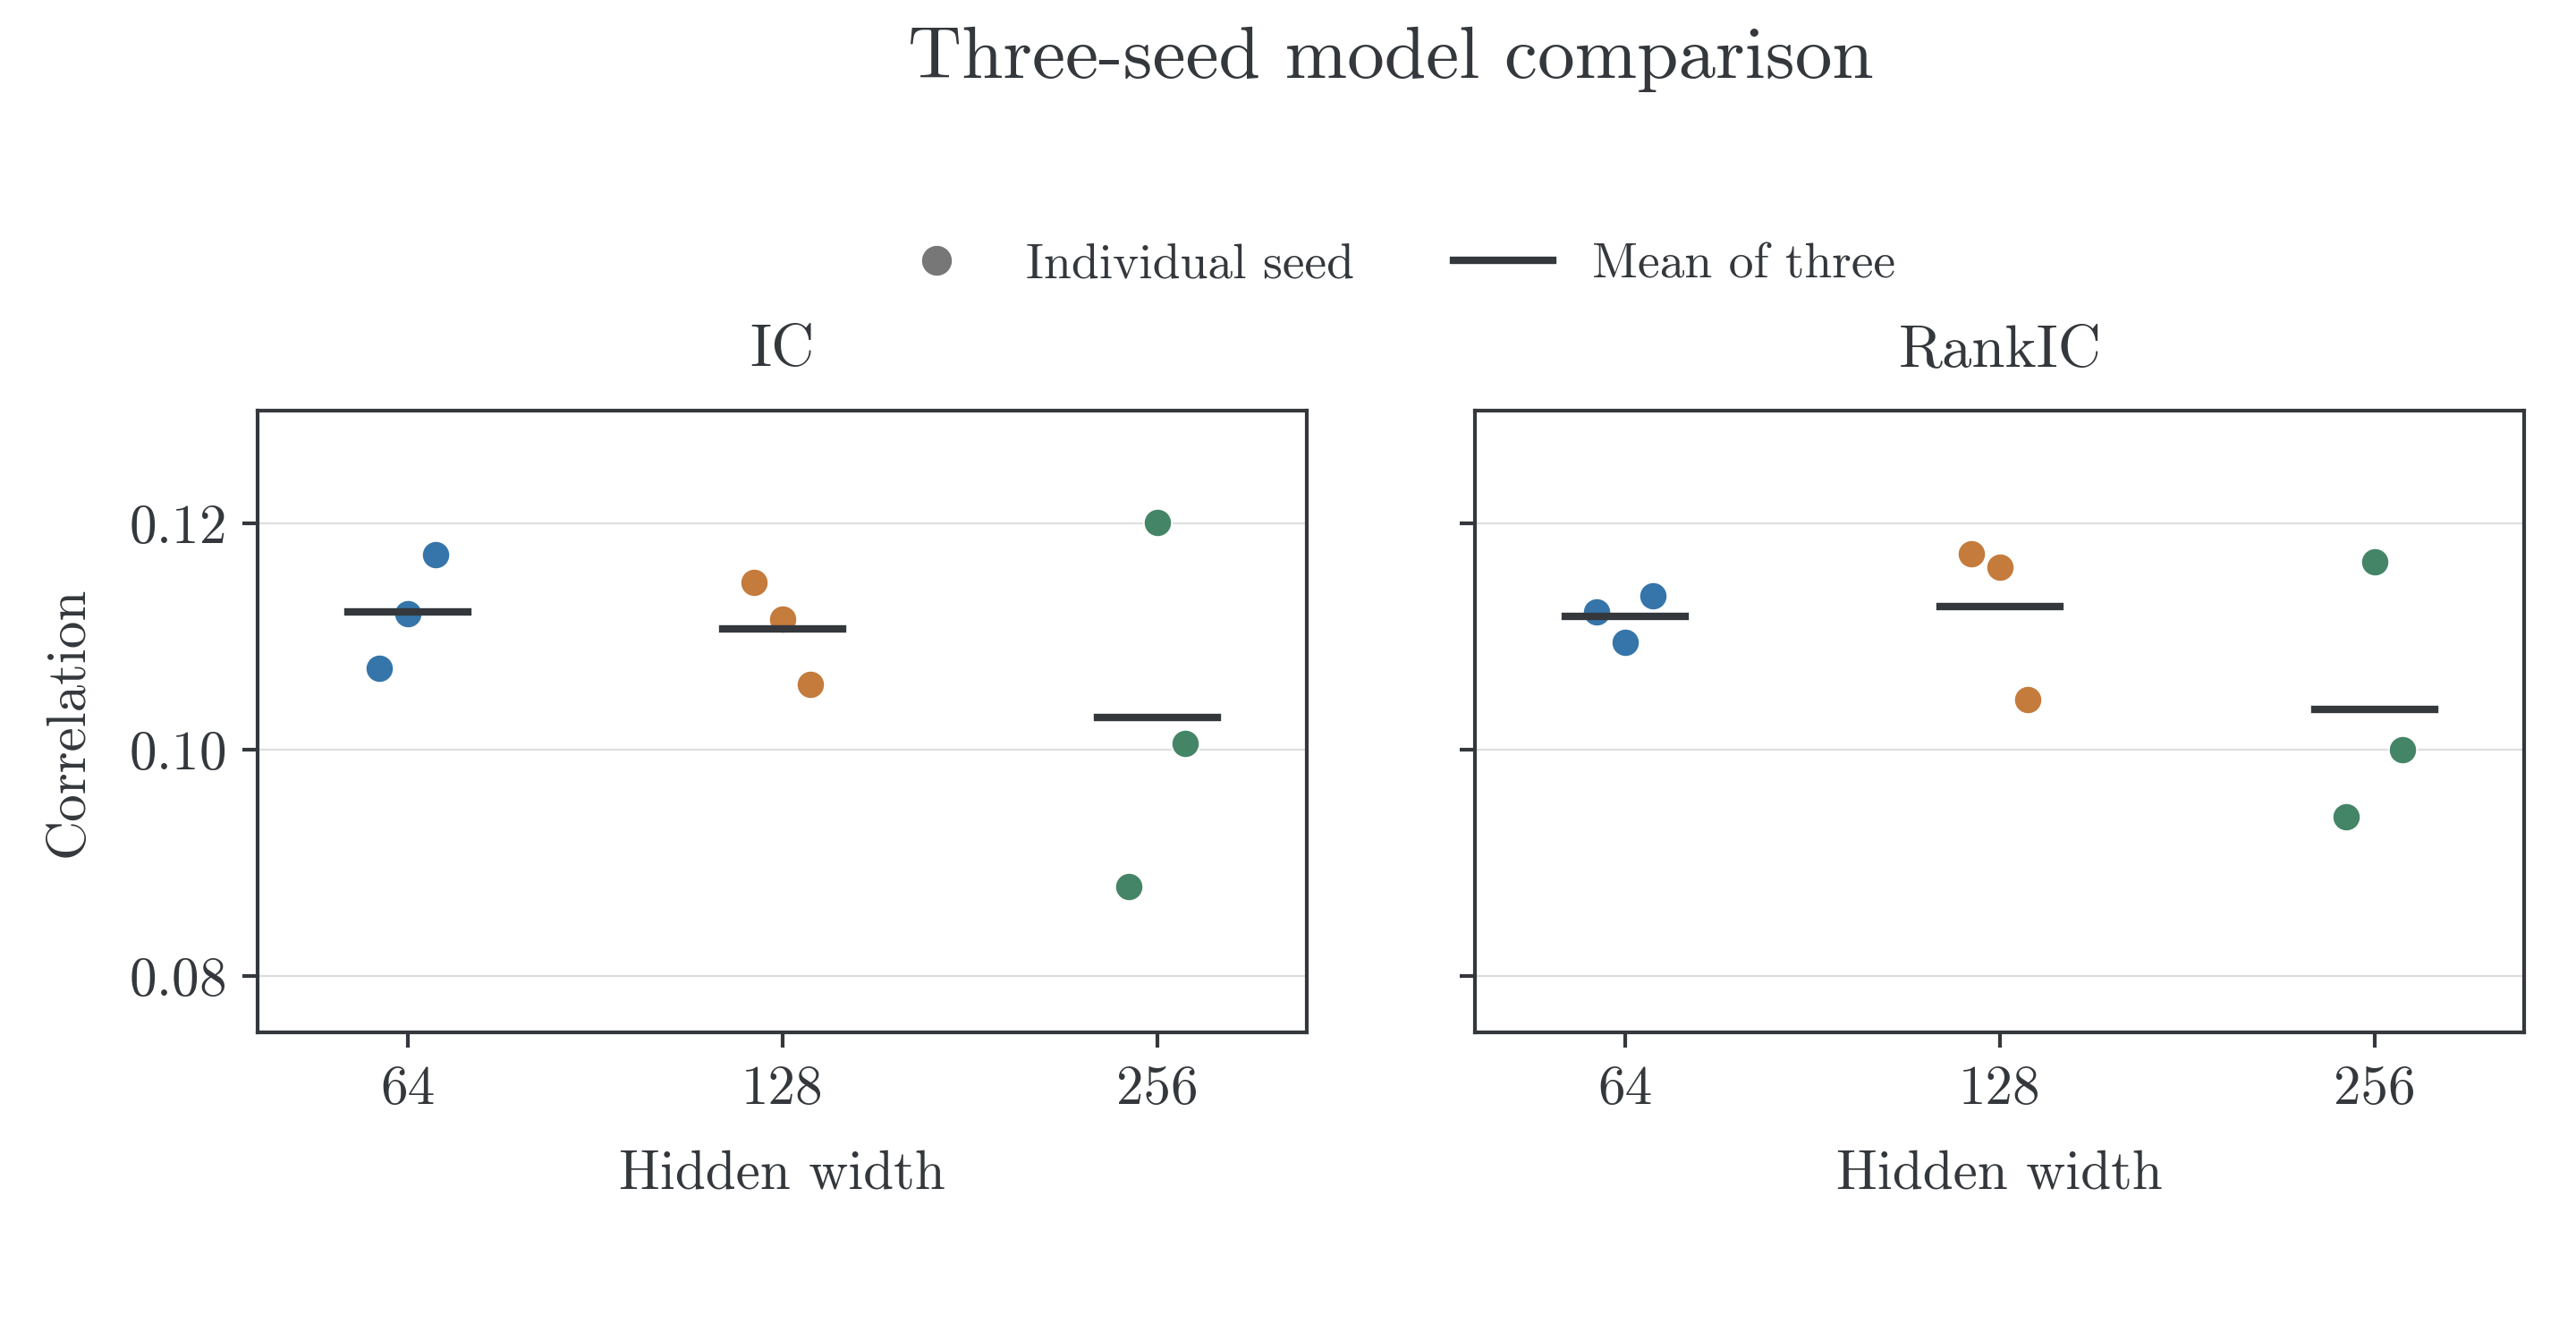 Three-seed model comparison
Individual seed
Mean of three
IC
RankIC
Correlation
0.12
0.10
0.08
64 128 256
64 128 256
Hidden width
Hidden width